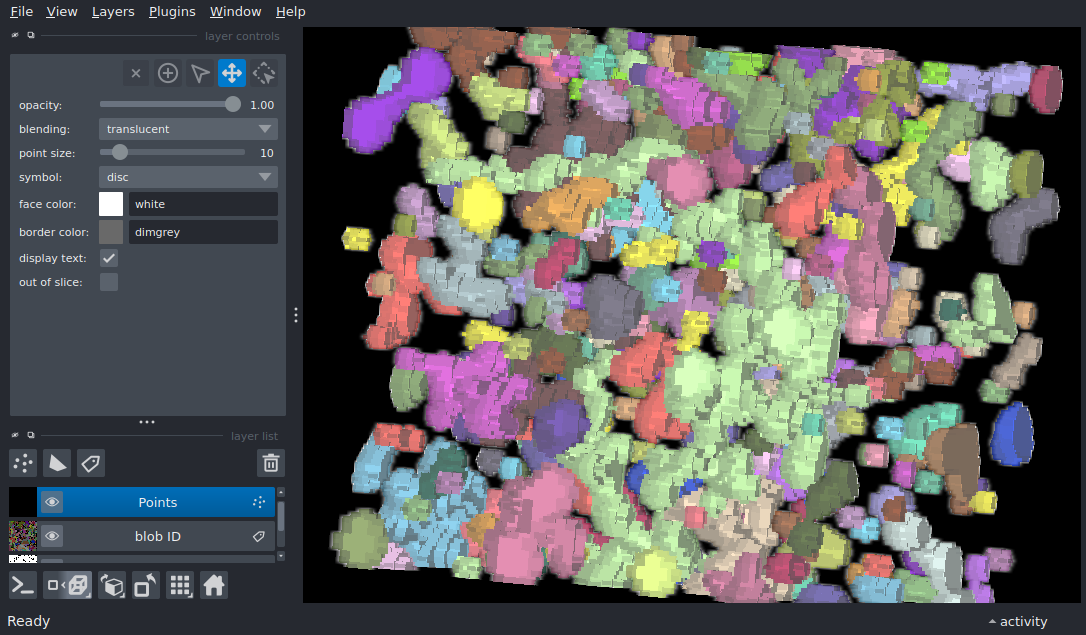 File View Layers Plugins Window Help
layer controls
opacity: 1.00
blending: translucent
point size: 10
symbol: disc
face color: white
border color: dimgrey
display text:
out of slice:
layer list
Points
blob ID
Ready
activity